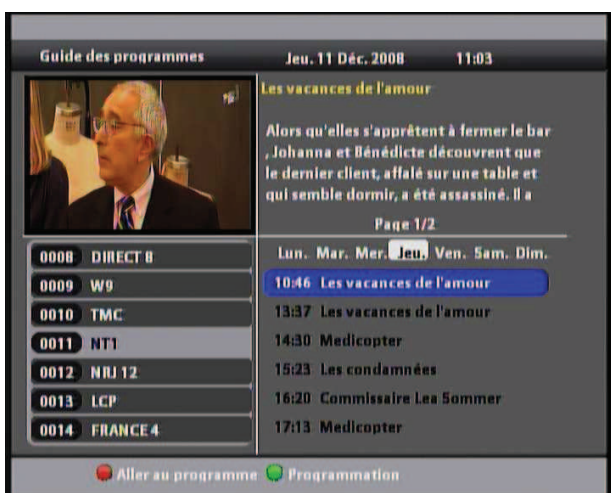 Guide des programmes Jeu. 11 Déc. 2008 11:03
Les vacances de l'amour
Alors qu'elles s'apprêtent à fermer le bar
, Johanna et Bénédicte découvrent que
le dernier client, affalé sur une table et
qui semble dormir, a été assassiné. Il a
Page 1/2
Lun. Mar. Mer. Jeu. Ven. Sam. Dim.
0008 DIRECT 8
0009 W9
0010 TMC
0011 NT1
0012 NRJ 12
0013 LCP
0014 FRANCE 4
10:46 Les vacances de l'amour
13:37 Les vacances de l'amour
14:30 Medicopter
15:23 Les condamnées
16:20 Commissaire Lea Sommer
17:13 Medicopter
Aller au programme Programmation